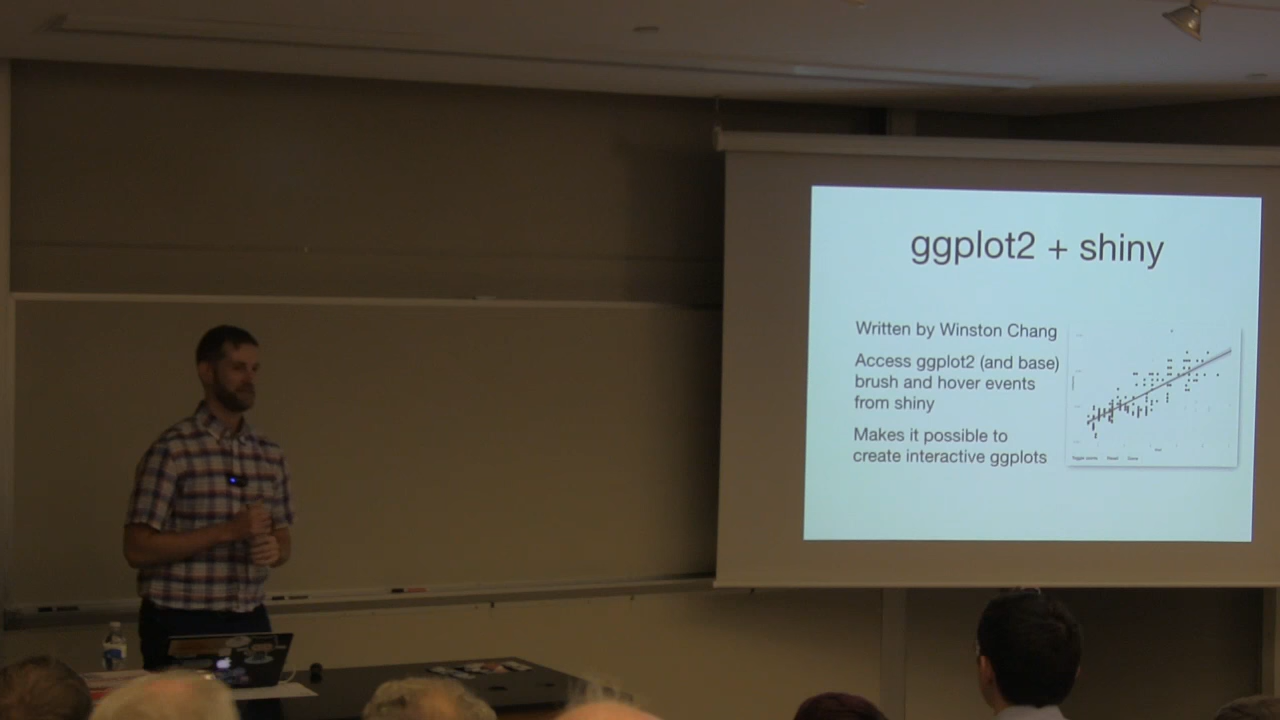 ggplot2 + shiny
Written by Winston Chang
Access ggplot2 (and base)
brush and hover events
from shiny
Makes it possible to
create interactive ggplots